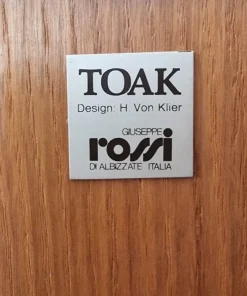 TOAK
Design: H. Von Klier
GIUSEPPE
rossi
DI ALBIZZATE ITALIA